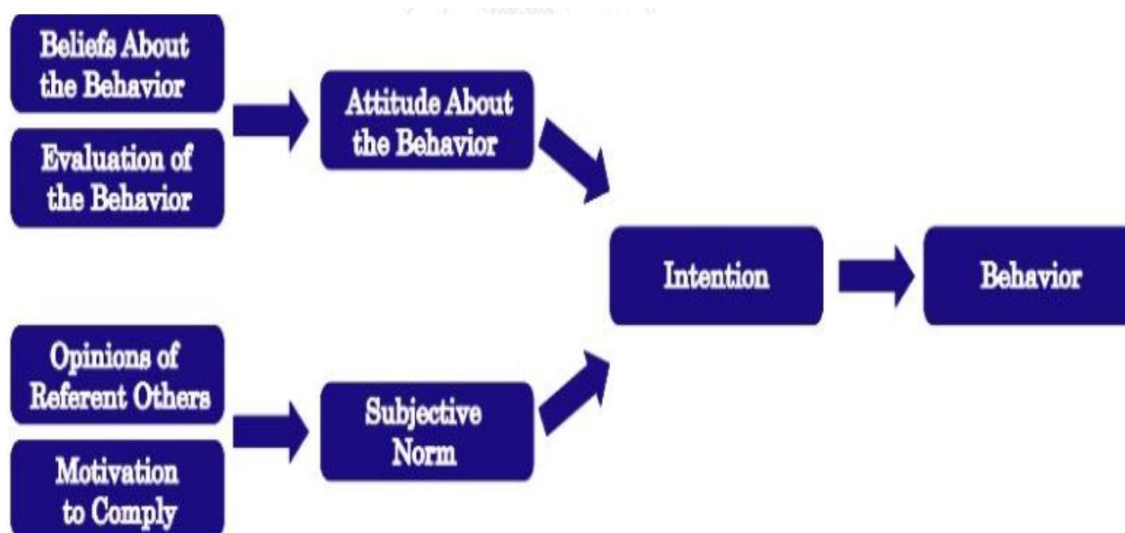 Beliefs About
the Behavior
Evaluation of
the Behavior
Attitude About
the Behavior
Opinions of
Referent Others
Motivation
to Comply
Subjective
Norm
Intention
Behavior